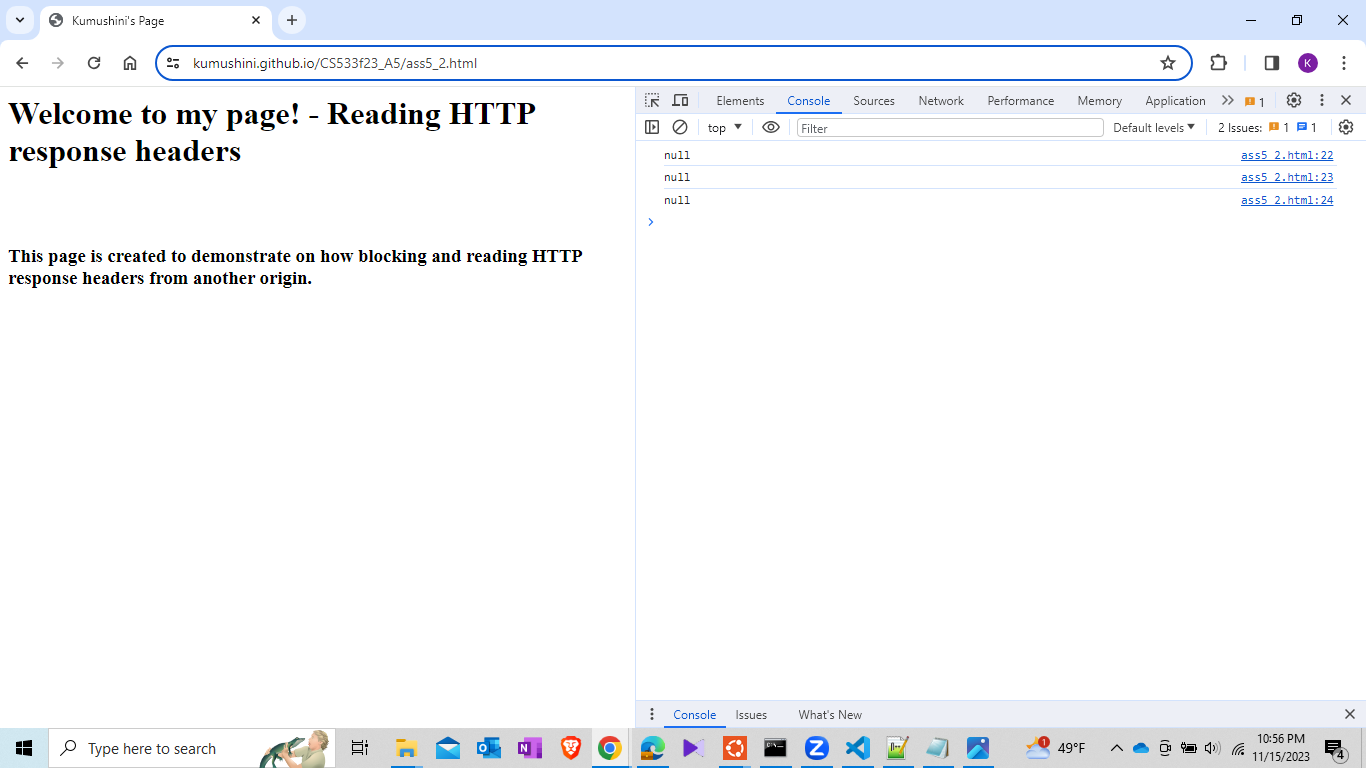 Kumushini's Page
kumushini.github.io/CS533f23_A5/ass5_2.html
K
Welcome to my page! - Reading HTTP
response headers
This page is created to demonstrate on how blocking and reading HTTP
response headers from another origin.
Elements Console Sources Network Performance Memory Application 1
top Filter Default levels 2 Issues: 1 1
null ass5_2.html:22
null ass5_2.html:23
null ass5_2.html:24
Console Issues What's New
Type here to search
1 49°F
10:56 PM
11/15/2023
4